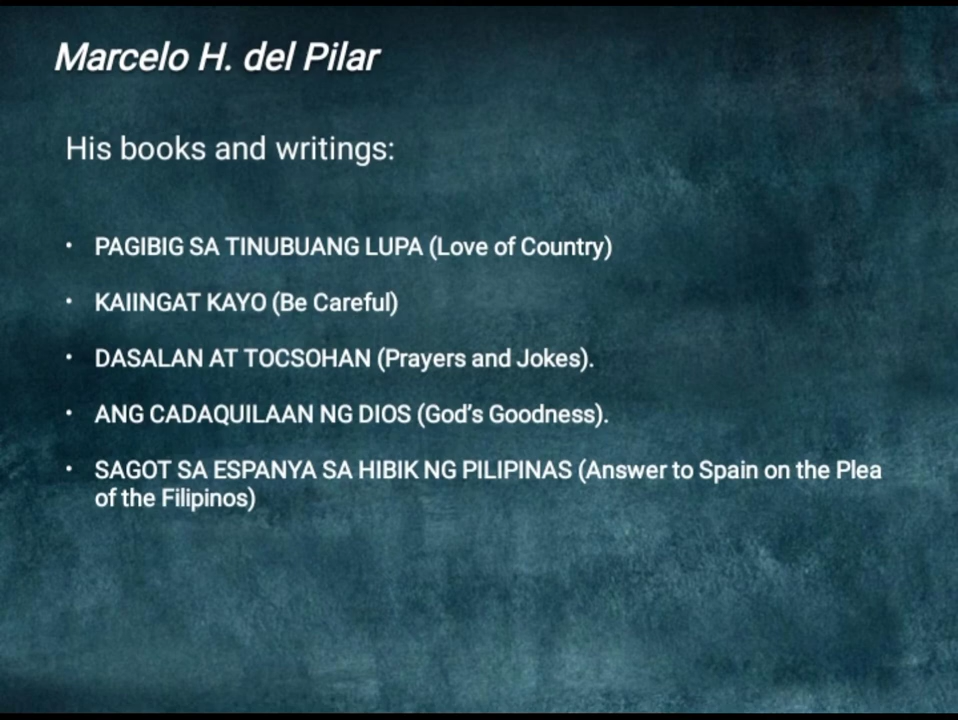 Marcelo H. del Pilar
His books and writings:
• PAGIBIG SA TINUBUANG LUPA (Love of Country)
• KAIINGAT KAYO (Be Careful)
• DASALAN AT TOCSOHAN (Prayers and Jokes).
• ANG CADAQUILAAN NG DIOS (God's Goodness).
• SAGOT SA ESPANYA SA HIBIK NG PILIPINAS (Answer to Spain on the Plea
of the Filipinos)